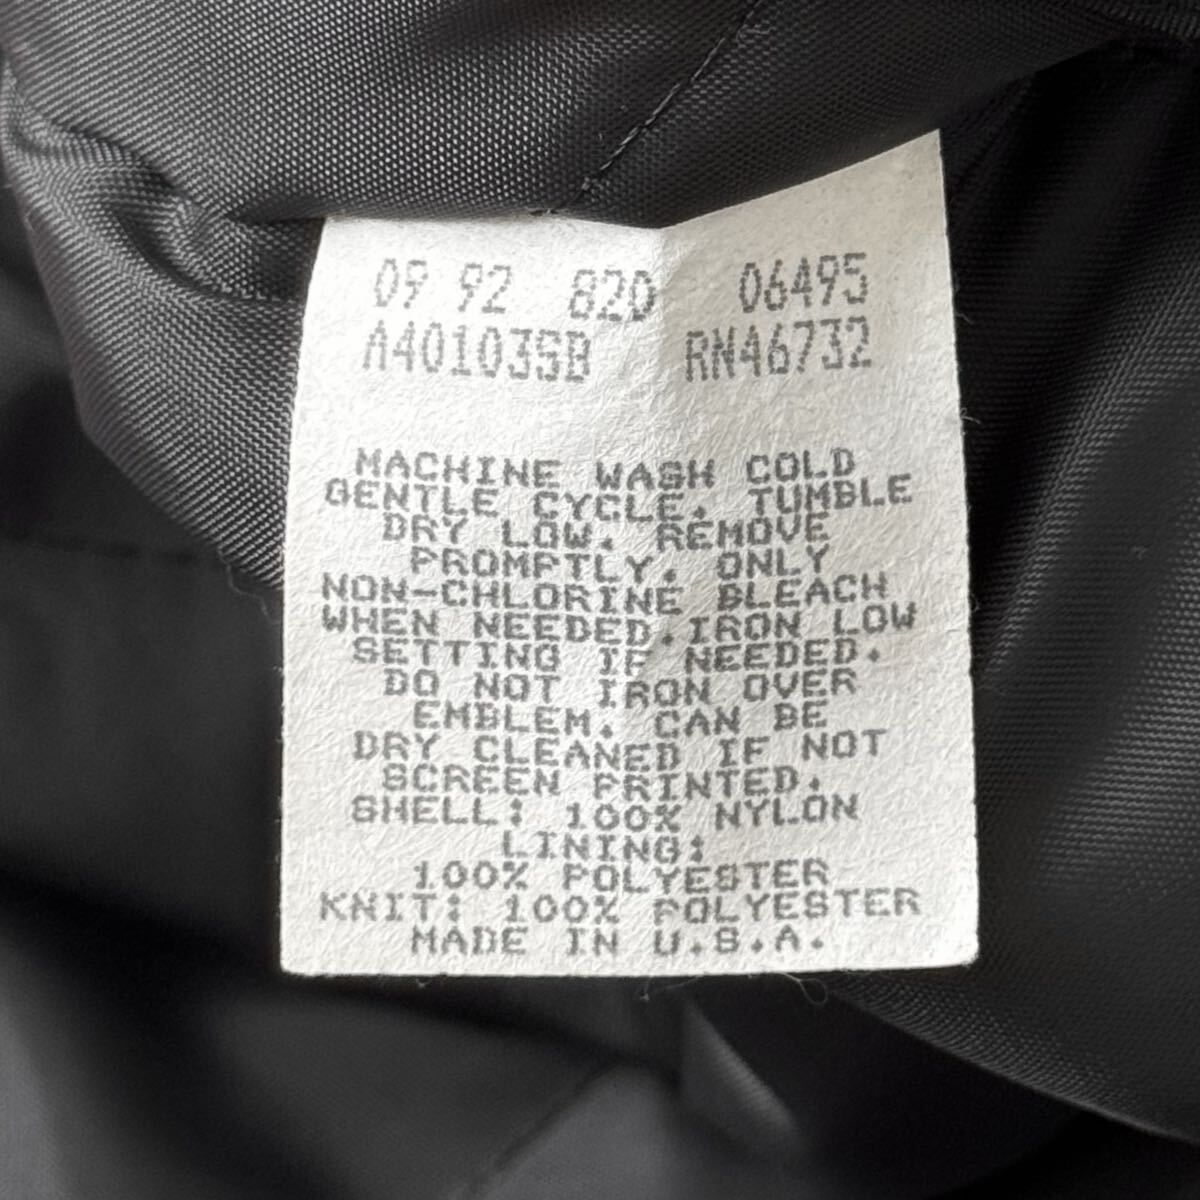 09 92 820 06495
A40103SB RN46732
MACHINE WASH COLD
GENTLE CYCLE. TUMBLE
DRY LOW. REMOVE
PROMPTLY. ONLY
NON-CHLORINE BLEACH
WHEN NEEDED.IRON LOW
SETTING IF NEEDED.
DO NOT IRON OVER
EMBLEM. CAN BE
DRY CLEANED IF NOT
SCREEN PRINTED.
SHELL: 100% NYLON
LINING:
100% POLYESTER
KNIT: 100% POLYESTER
MADE IN U.S.A.